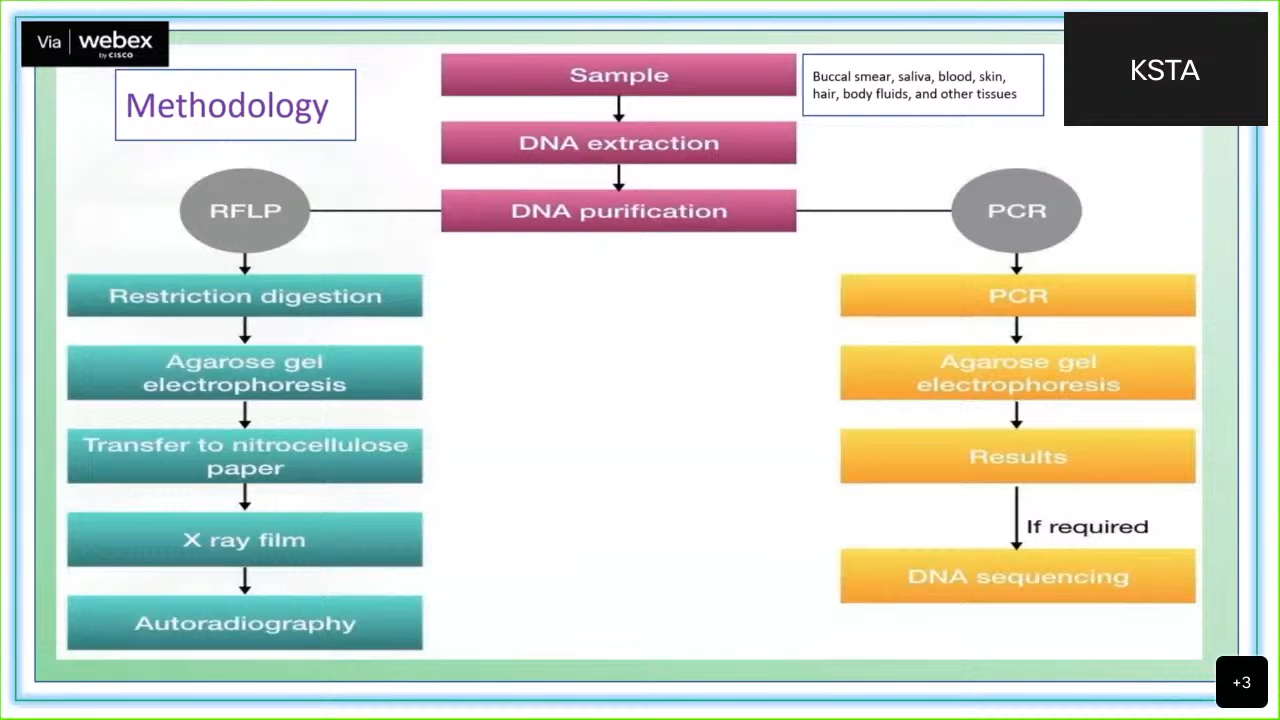 Via webex
by CISCO
KSTA
Methodology
Sample
Buccal smear, saliva, blood, skin,
hair, body fluids, and other tissues
DNA extraction
RFLP
DNA purification
PCR
Restriction digestion
Agarose gel
electrophoresis
Transfer to nitrocellulose
paper
X ray film
Autoradiography
PCR
Agarose gel
electrophoresis
Results
If required
DNA sequencing
+3